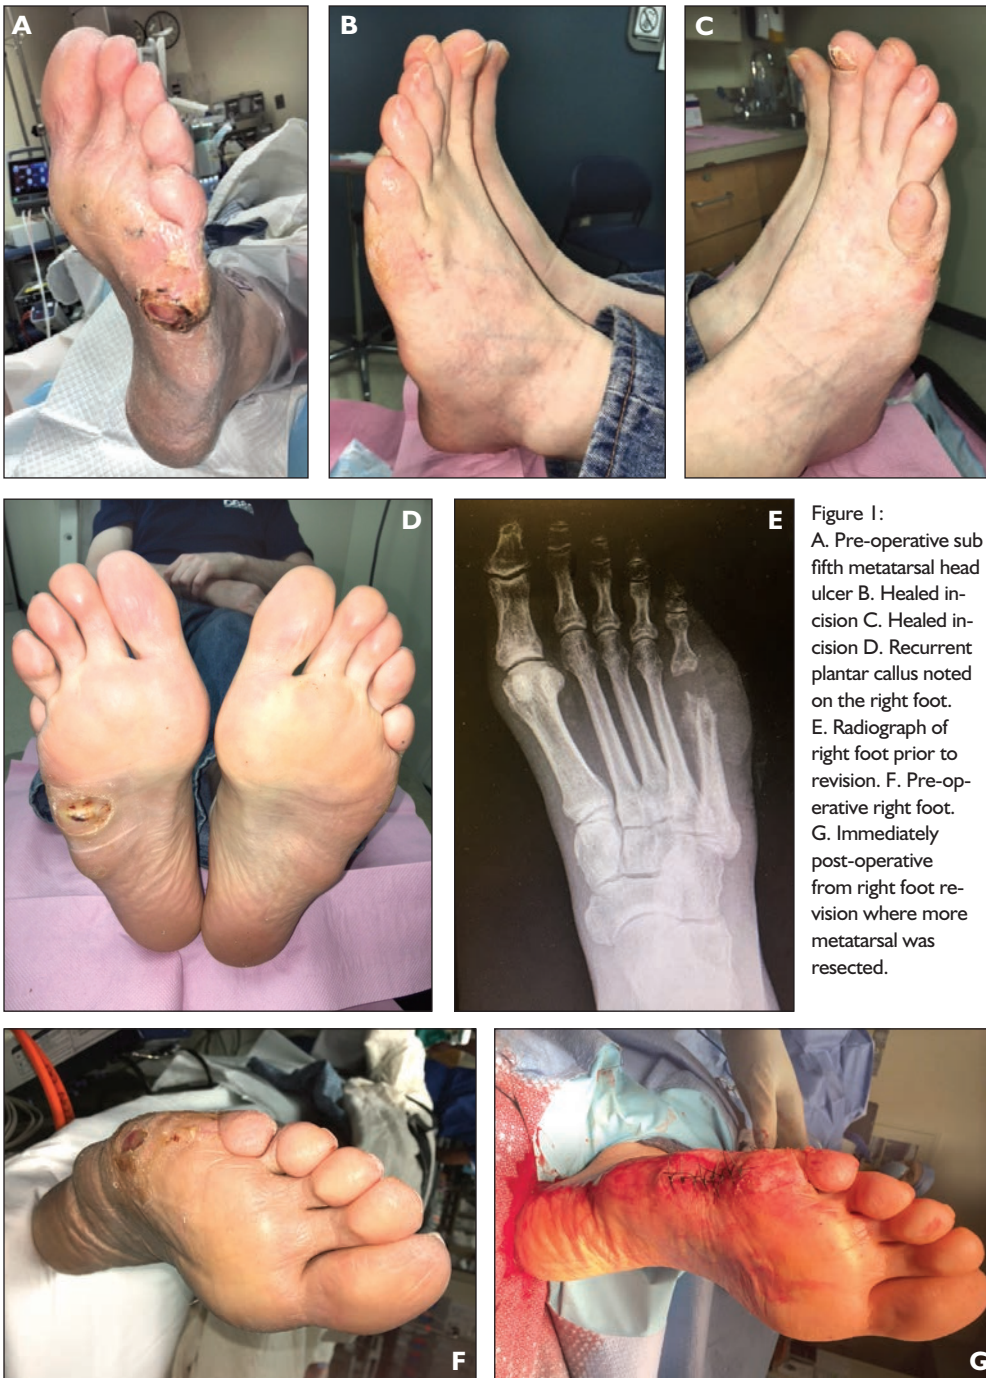 A
B
C
D
E
Figure 1:
A. Pre-operative sub
fifth metatarsal head
ulcer B. Healed in-
cision C. Healed in-
cision D. Recurrent
plantar callus noted
on the right foot.
E. Radiograph of
right foot prior to
revision. F. Pre-op-
erative right foot.
G. Immediately
post-operative
from right foot re-
vision where more
metatarsal was
resected.
F
G